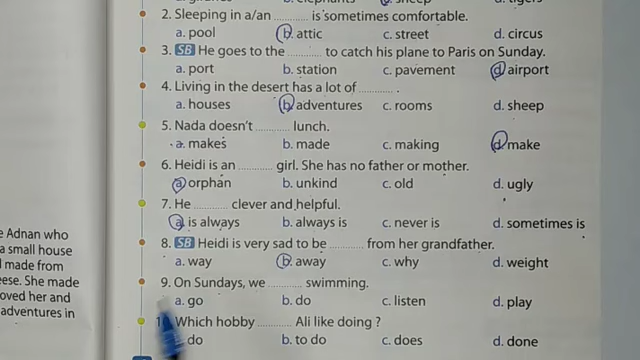 2. Sleeping in a/an ............ is sometimes comfortable.
a. pool b. attic c. street d. circus
3. SB He goes to the ............ to catch his plane to Paris on Sunday.
a. port b. station c. pavement d. airport
4. Living in the desert has a lot of ............ .
a. houses b. adventures c. rooms d. sheep
5. Nada doesn't ............ lunch.
a. makes b. made c. making d. make
6. Heidi is an ............ girl. She has no father or mother.
a. orphan b. unkind c. old d. ugly
7. He ............ clever and helpful.
a. is always b. always is c. never is d. sometimes is
8. SB Heidi is very sad to be ............ from her grandfather.
a. way b. away c. why d. weight
9. On Sundays, we ............ swimming.
a. go b. do c. listen d. play
Which hobby ............ Ali like doing ?
do b. to do c. does d. done
e Adnan who
a small house
made from
eese. She made
oved her and
adventures in